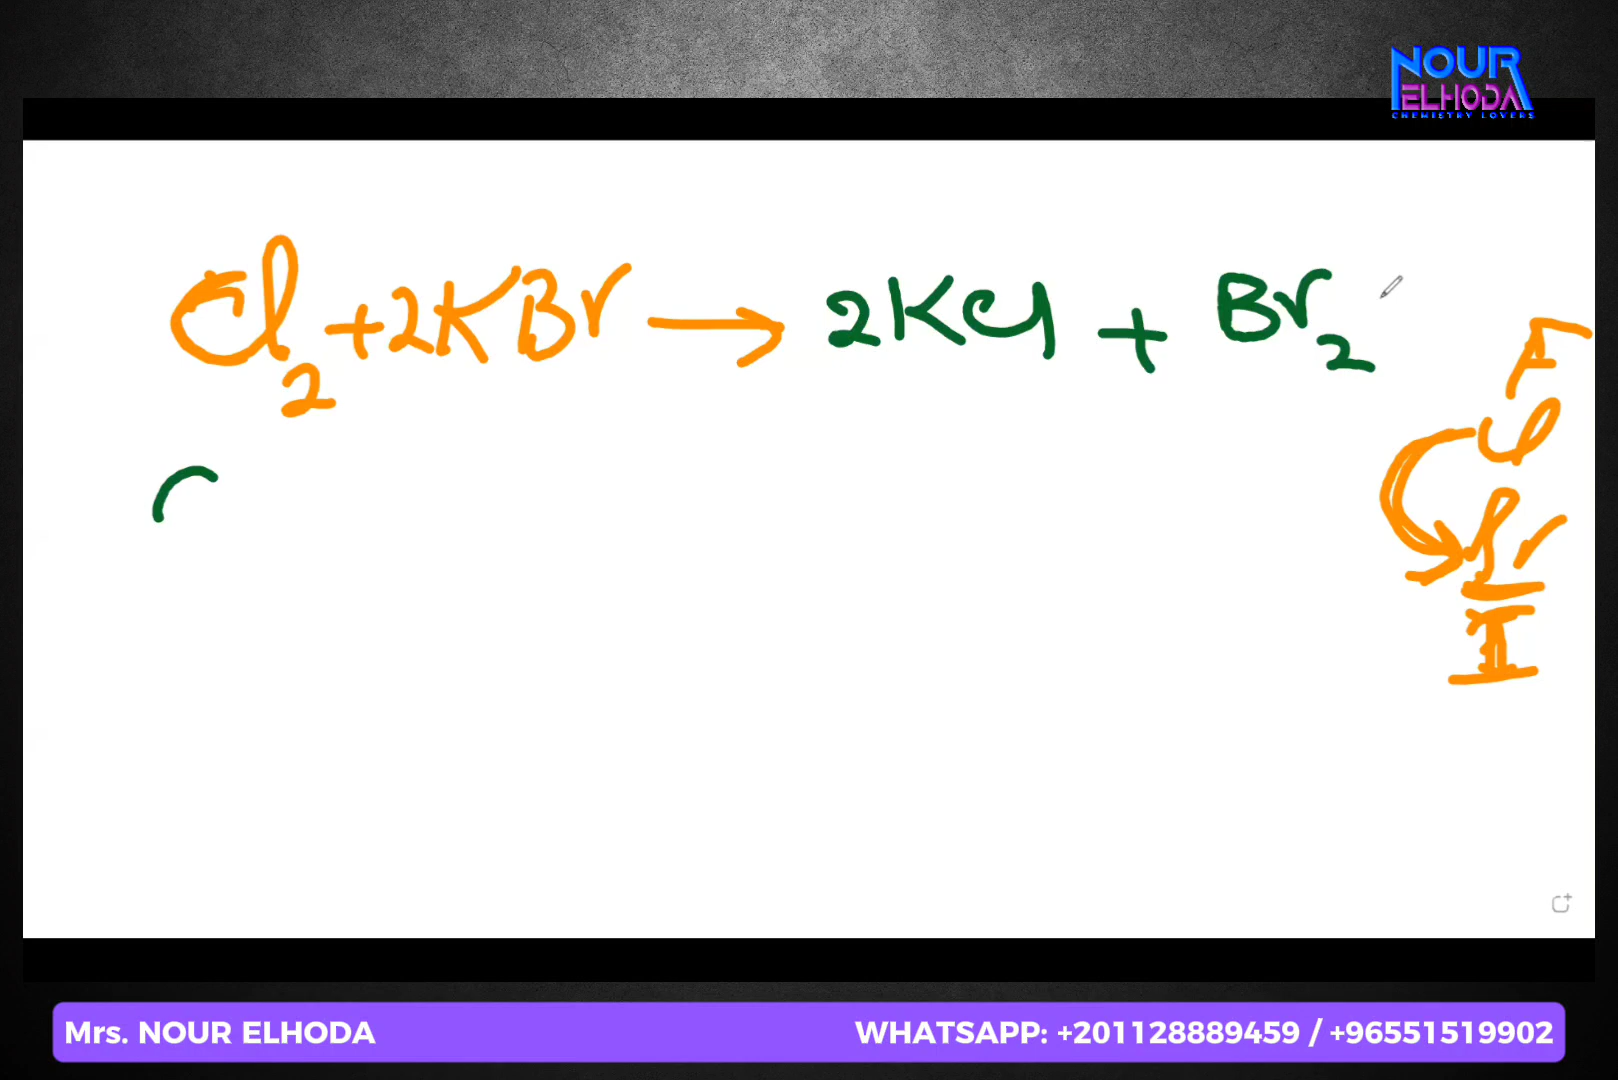 NOUR
ELHODA
CHEMISTRY LOVERS
Cl₂ + 2KBr → 2KCl + Br₂
F
Cl
Br
I
Mrs. NOUR ELHODA
WHATSAPP: +201128889459 / +96551519902